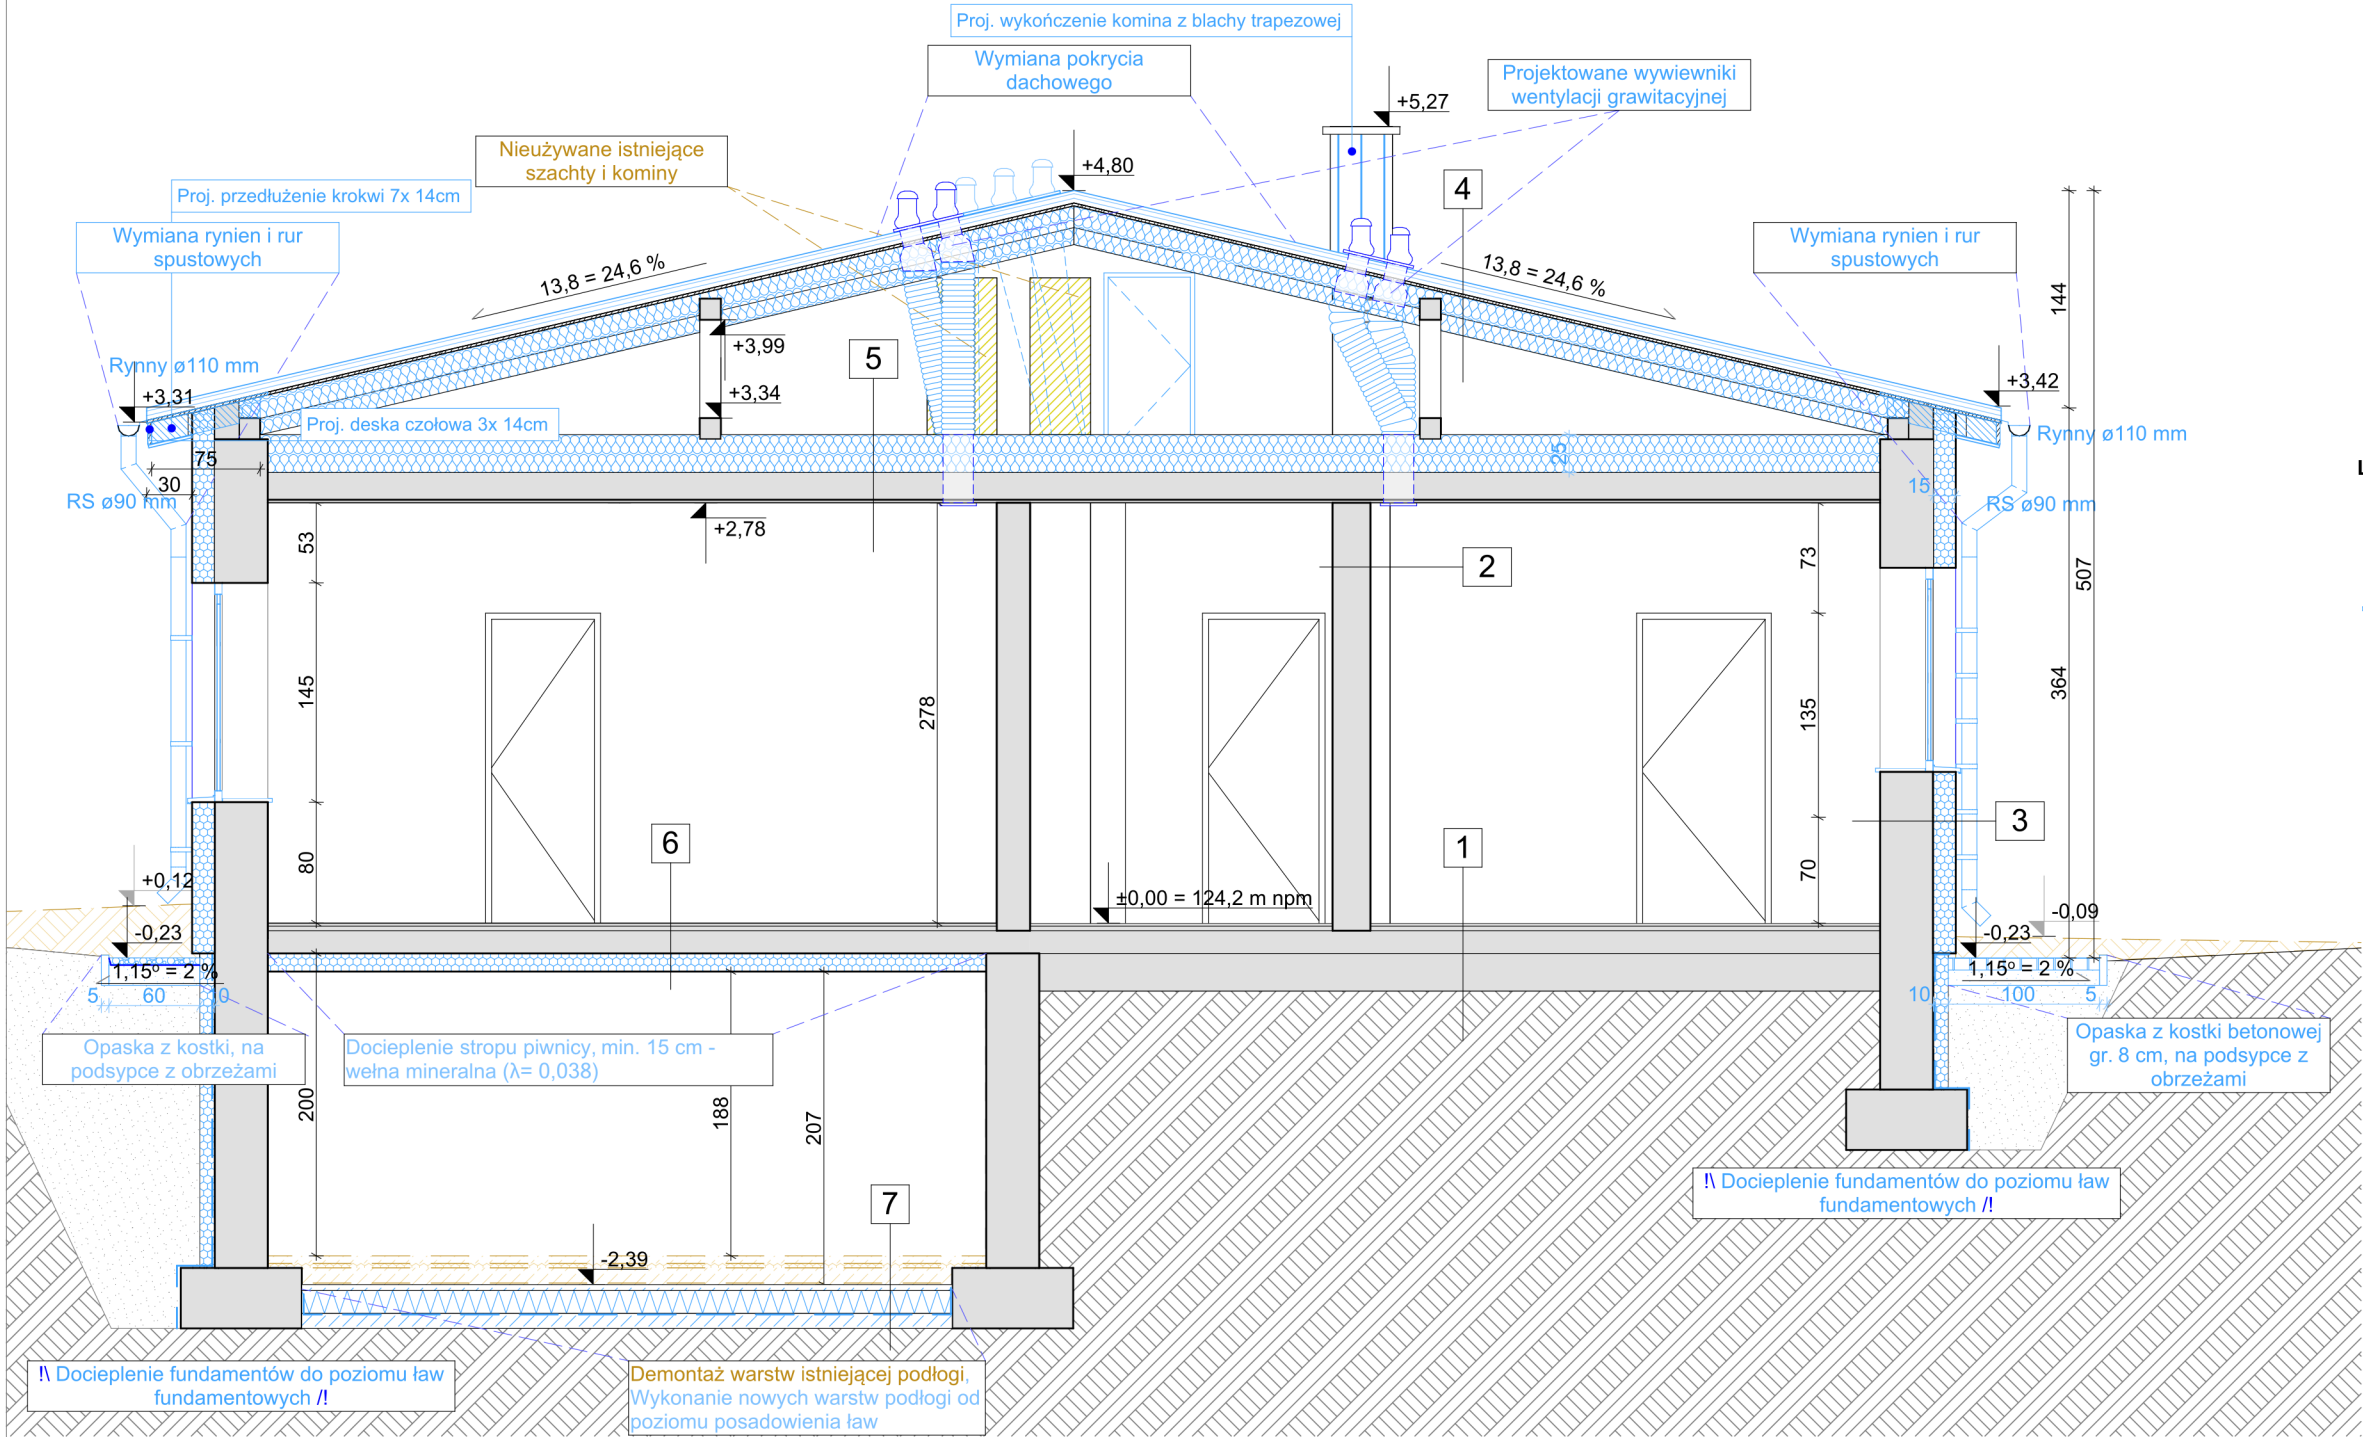 Proj. wykończenie komina z blachy trapezowej
Wymiana pokrycia
dachowego
Projektowane wywiewniki
wentylacji grawitacyjnej
+5,27
Nieużywane istniejące
szachty i kominy
+4,80
4
Proj. przedłużenie krokwi 7x 14cm
Wymiana rynien i rur
spustowych
Wymiana rynien i rur
spustowych
13,8 = 24,6 %
13,8 = 24,6 %
144
+3,99
5
Rynny ø110 mm
+3,31
+3,34
+3,42
Proj. deska czołowa 3x 14cm
Rynny ø110 mm
75
25
30
15
RS ø90 mm
RS ø90 mm
+2,78
53
73
2
507
145
278
135
364
6
1
3
80
70
+0,12
±0,00 = 124,2 m npm
-0,09
-0,23
-0,23
1,15º = 2 %
1,15º = 2 %
5
60
10
10
100
5
Opaska z kostki, na
podsypce z obrzeżami
Docieplenie stropu piwnicy, min. 15 cm -
wełna mineralna (λ= 0,038)
Opaska z kostki betonowej
gr. 8 cm, na podsypce z
obrzeżami
200
188
207
!\ Docieplenie fundamentów do poziomu ław
fundamentowych /!
7
-2,39
!\ Docieplenie fundamentów do poziomu ław
fundamentowych /!
Demontaż warstw istniejącej podłogi,
Wykonanie nowych warstw podłogi od
poziomu posadowienia ław